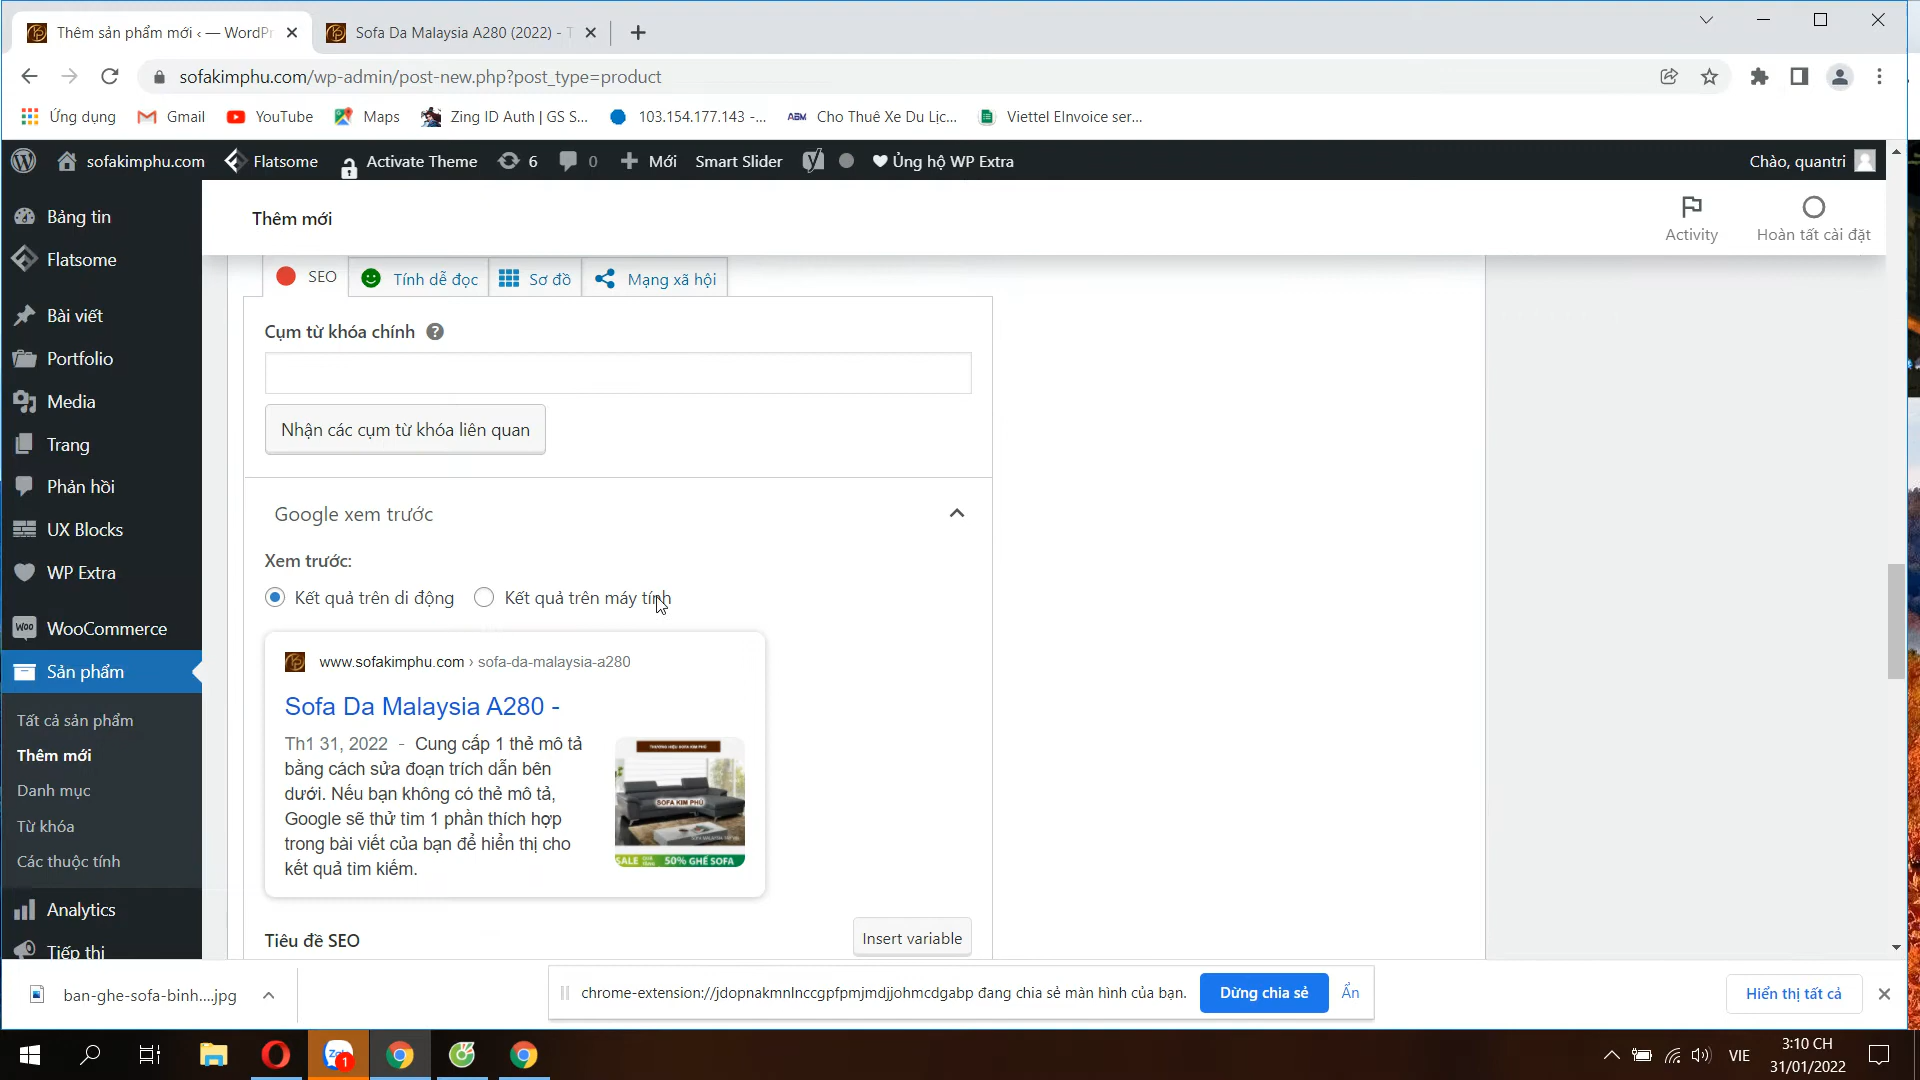 Thêm sản phẩm mới ‹ — WordPr
Sofa Da Malaysia A280 (2022) - T
sofakimphu.com/wp-admin/post-new.php?post_type=product
Ứng dụng
Gmail
YouTube
Maps
Zing ID Auth | GS S...
103.154.177.143 -...
ABM
Cho Thuê Xe Du Lịc...
Viettel EInvoice ser...
sofakimphu.com
Flatsome
Activate Theme
6
0
Mới
Smart Slider
Ủng hộ WP Extra
Chào, quantri
Bảng tin
Flatsome
Bài viết
Portfolio
Media
Trang
Phản hồi
UX Blocks
WP Extra
Woo
WooCommerce
Sản phẩm
Tất cả sản phẩm
Thêm mới
Danh mục
Từ khóa
Các thuộc tính
Analytics
Tiếp thị
Thêm mới
Activity
Hoàn tất cài đặt
SEO
Tính dễ đọc
Sơ đồ
Mạng xã hội
Cụm từ khóa chính
Nhận các cụm từ khóa liên quan
Google xem trước
Xem trước:
Kết quả trên di động
Kết quả trên máy tính
www.sofakimphu.com › sofa-da-malaysia-a280
Sofa Da Malaysia A280 -
Th1 31, 2022 - Cung cấp 1 thẻ mô tả
bằng cách sửa đoạn trích dẫn bên
dưới. Nếu bạn không có thẻ mô tả,
Google sẽ thử tìm 1 phần thích hợp
trong bài viết của bạn để hiển thị cho
kết quả tìm kiếm.
THƯƠNG HIỆU SOFA KIM PHÚ
SOFA KIM PHÚ
SALE
50% GHẾ SOFA
Tiêu đề SEO
Insert variable
ban-ghe-sofa-binh....jpg
chrome-extension://jdopnakmnlnccgpfpmjmdjjohmcdgabp đang chia sẻ màn hình của bạn.
Dừng chia sẻ
Ẩn
Hiển thị tất cả
Zalo
1
VIE
3:10 CH
31/01/2022